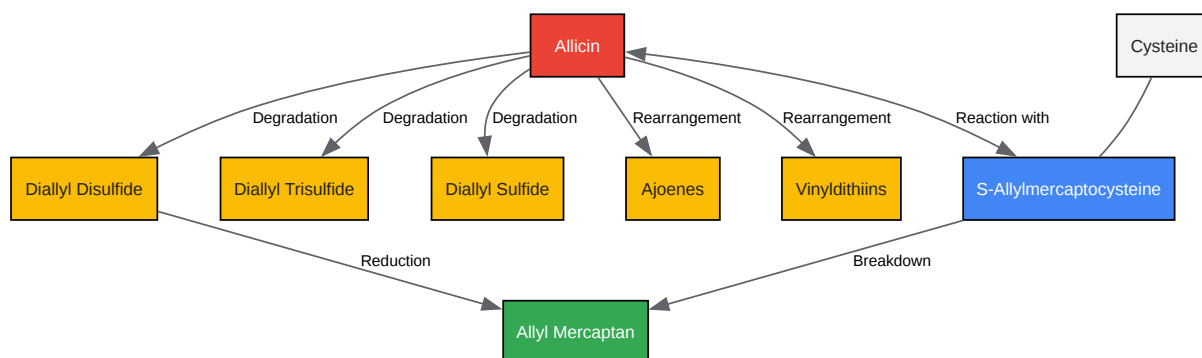 Allicin
Cysteine
Degradation
Degradation
Degradation
Rearrangement
Rearrangement
Reaction with
Diallyl Disulfide
Diallyl Trisulfide
Diallyl Sulfide
Ajoenes
Vinyldithiins
S-Allylmercaptocysteine
Reduction
Breakdown
Allyl Mercaptan